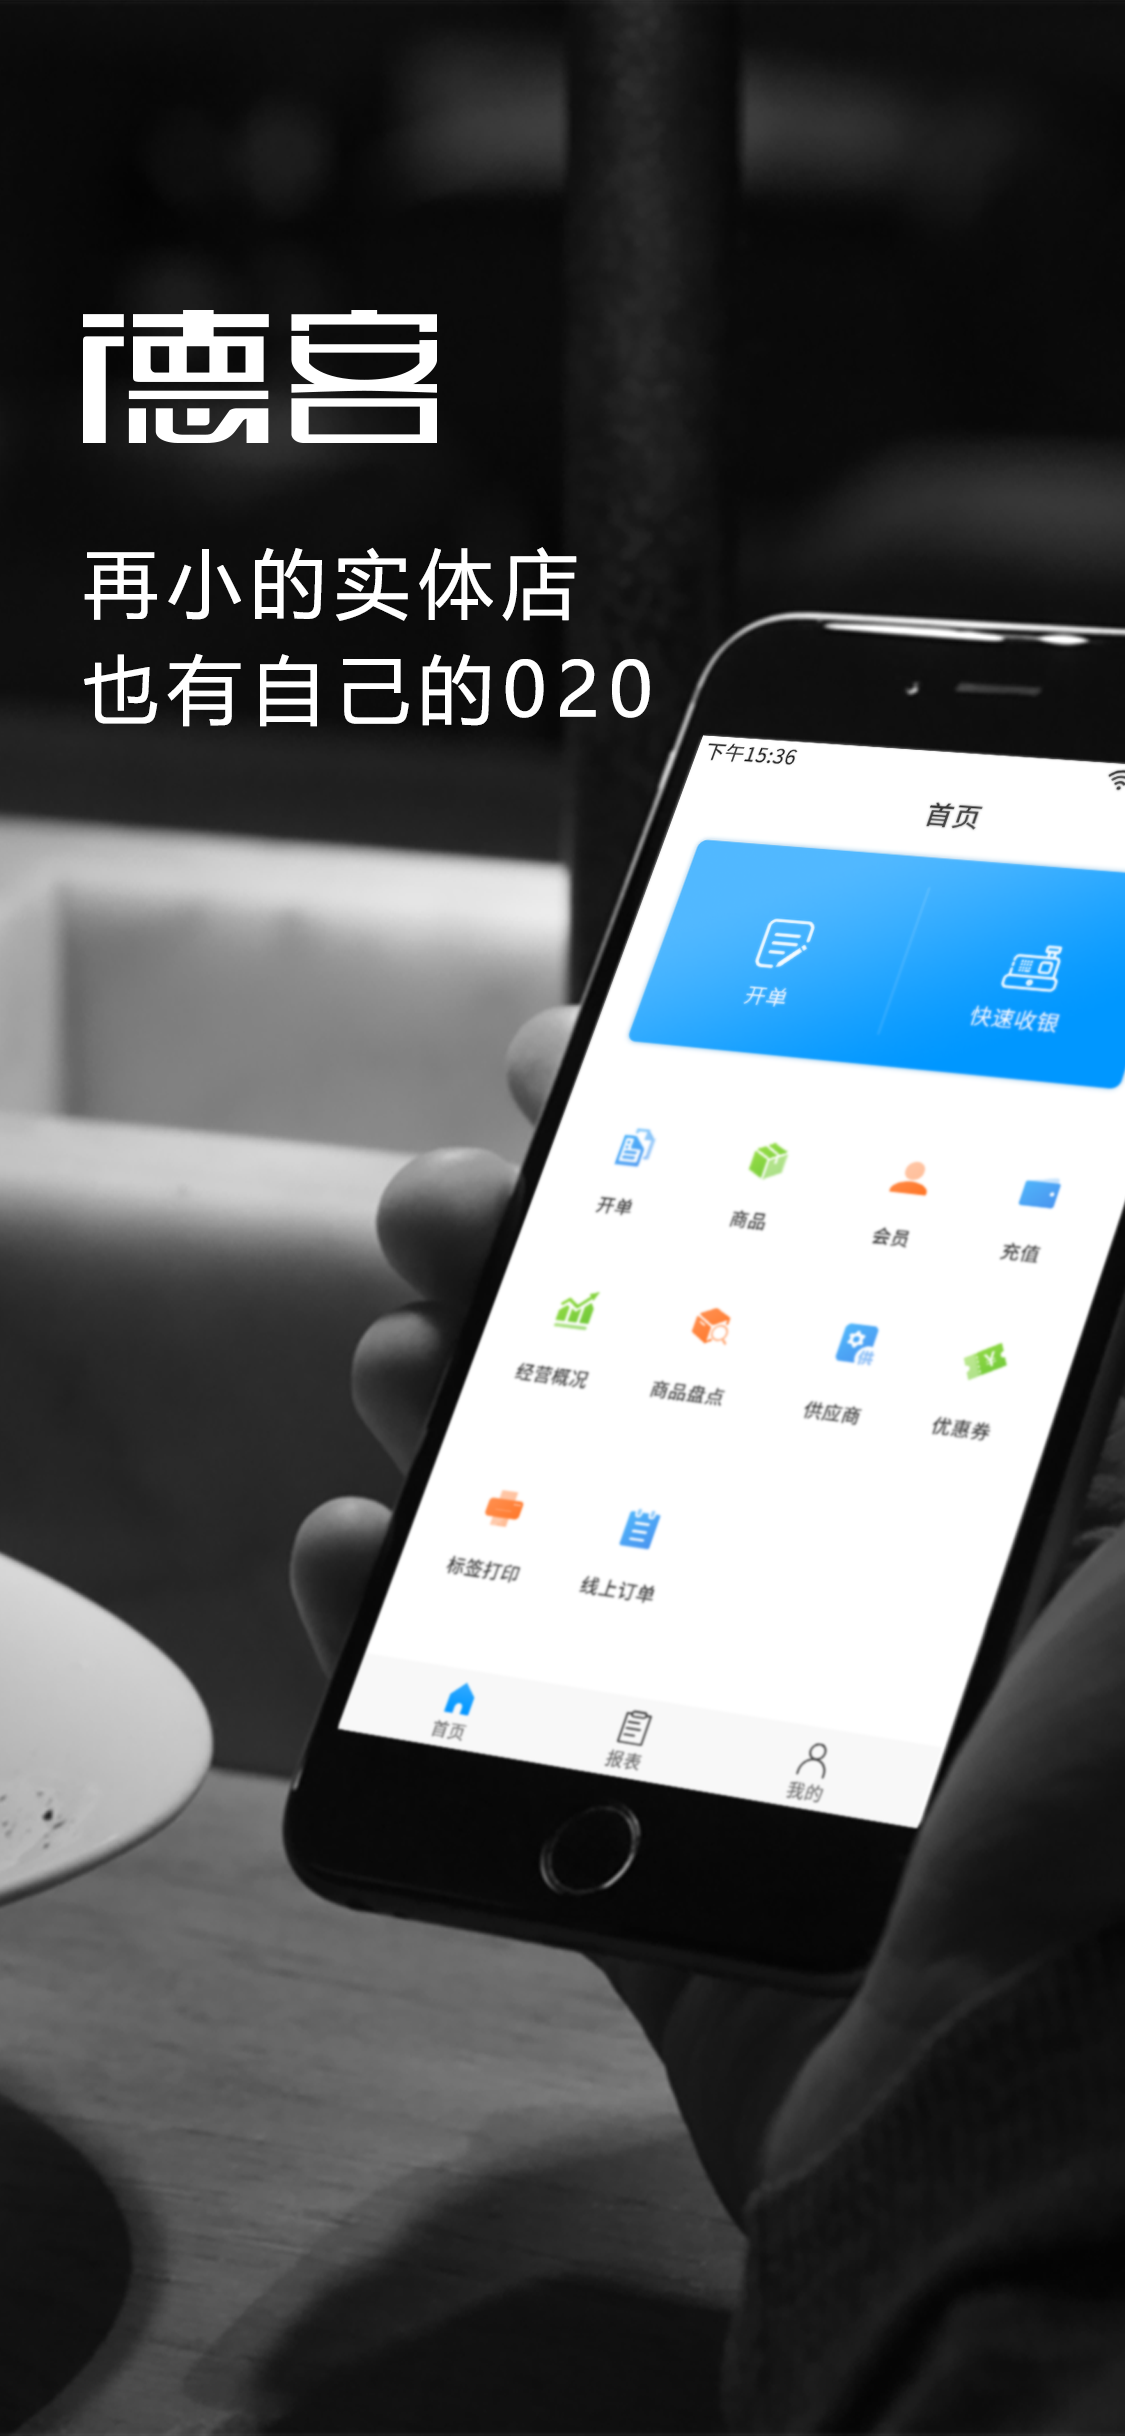 德客
再小的实体店
也有自己的020
下午15:36
首页
开单
快速收银
开单
商品
会员
充值
经营概况
商品盘点
供应商
优惠券
标签打印
线上订单
首页
报表
我的